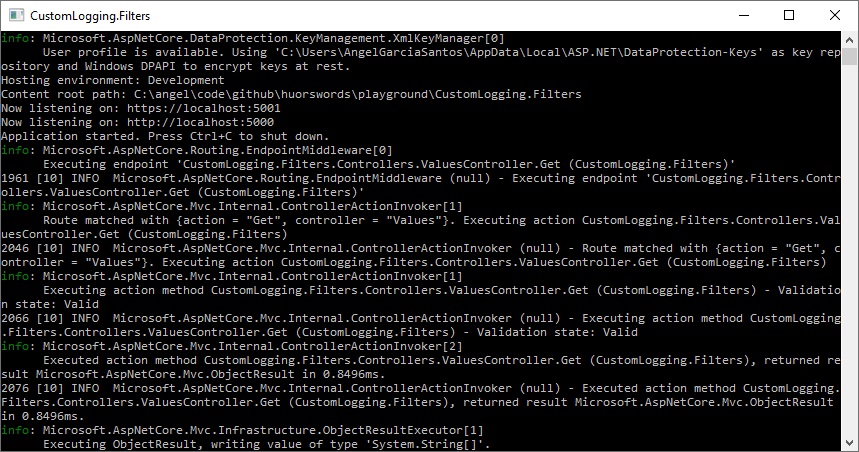 CustomLogging.Filters
info: Microsoft.AspNetCore.DataProtection.KeyManagement.XmlKeyManager[0]
      User profile is available. Using 'C:\Users\AngelGarciaSantos\AppData\Local\ASP.NET\DataProtection-Keys' as key rep
ository and Windows DPAPI to encrypt keys at rest.
Hosting environment: Development
Content root path: C:\angel\code\github\huorswords\playground\CustomLogging.Filters
Now listening on: https://localhost:5001
Now listening on: http://localhost:5000
Application started. Press Ctrl+C to shut down.
info: Microsoft.AspNetCore.Routing.EndpointMiddleware[0]
      Executing endpoint 'CustomLogging.Filters.Controllers.ValuesController.Get (CustomLogging.Filters)'
1961 [10] INFO  Microsoft.AspNetCore.Routing.EndpointMiddleware (null) - Executing endpoint 'CustomLogging.Filters.Contr
ollers.ValuesController.Get (CustomLogging.Filters)'
info: Microsoft.AspNetCore.Mvc.Internal.ControllerActionInvoker[1]
      Route matched with {action = "Get", controller = "Values"}. Executing action CustomLogging.Filters.Controllers.Val
uesController.Get (CustomLogging.Filters)
2046 [10] INFO  Microsoft.AspNetCore.Mvc.Internal.ControllerActionInvoker (null) - Route matched with {action = "Get", c
ontroller = "Values"}. Executing action CustomLogging.Filters.Controllers.ValuesController.Get (CustomLogging.Filters)
info: Microsoft.AspNetCore.Mvc.Internal.ControllerActionInvoker[1]
      Executing action method CustomLogging.Filters.Controllers.ValuesController.Get (CustomLogging.Filters) - Validatio
n state: Valid
2066 [10] INFO  Microsoft.AspNetCore.Mvc.Internal.ControllerActionInvoker (null) - Executing action method CustomLogging
.Filters.Controllers.ValuesController.Get (CustomLogging.Filters) - Validation state: Valid
info: Microsoft.AspNetCore.Mvc.Internal.ControllerActionInvoker[2]
      Executed action method CustomLogging.Filters.Controllers.ValuesController.Get (CustomLogging.Filters), returned re
sult Microsoft.AspNetCore.Mvc.ObjectResult in 0.8496ms.
2076 [10] INFO  Microsoft.AspNetCore.Mvc.Internal.ControllerActionInvoker (null) - Executed action method CustomLogging.
Filters.Controllers.ValuesController.Get (CustomLogging.Filters), returned result Microsoft.AspNetCore.Mvc.ObjectResult
in 0.8496ms.
info: Microsoft.AspNetCore.Mvc.Infrastructure.ObjectResultExecutor[1]
      Executing ObjectResult, writing value of type 'System.String[]'.